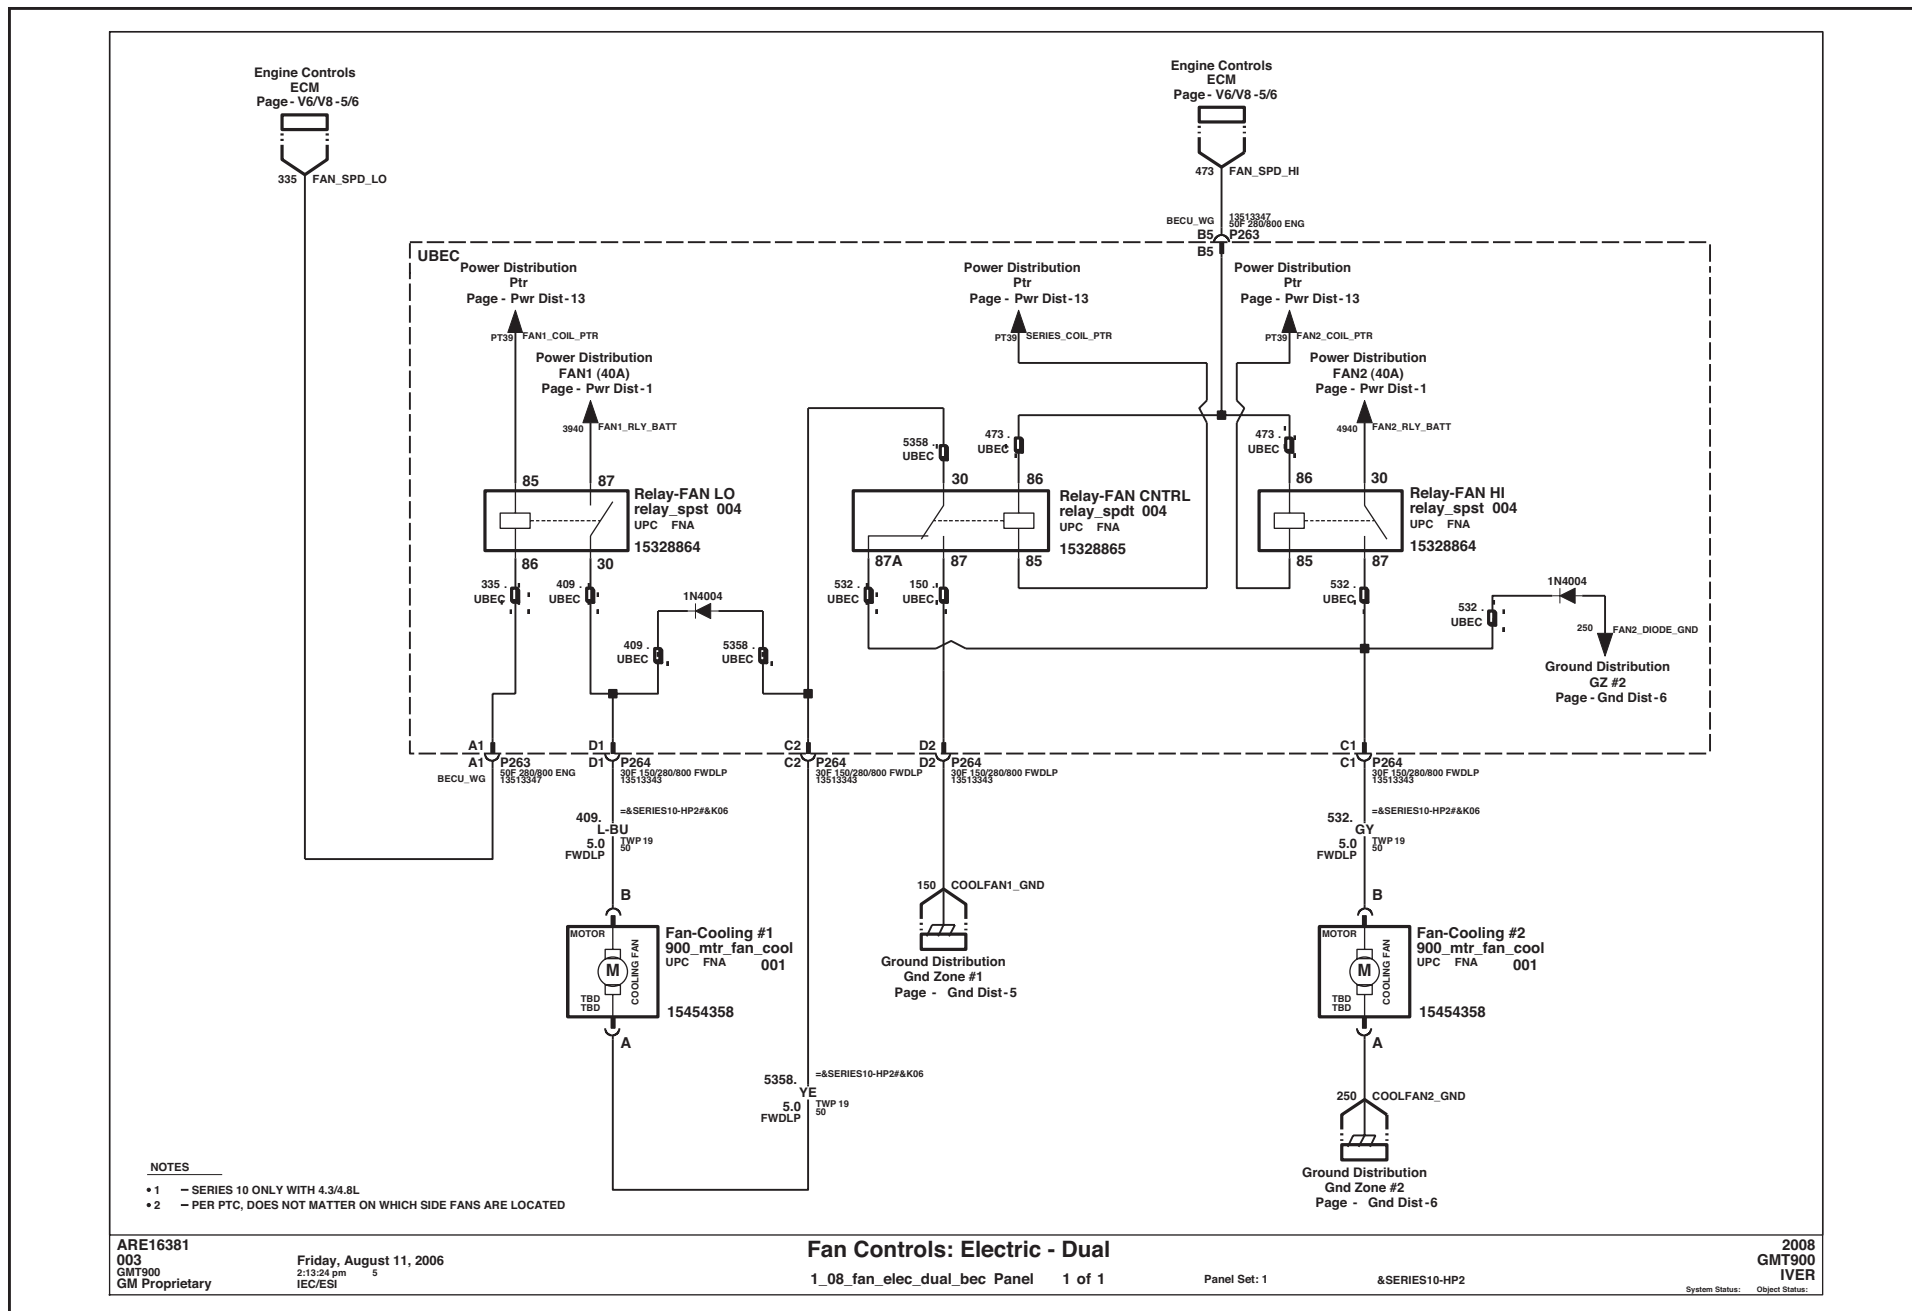 Engine Controls
ECM
Page - V6/V8 -5/6
335 FAN_SPD_LO
Engine Controls
ECM
Page - V6/V8 -5/6
473 FAN_SPD_HI
BECU_WG
13513347
50F 280/800 ENG
B5 P263
B5
UBEC
Power Distribution
Ptr
Page - Pwr Dist-13
PT39 FAN1_COIL_PTR
Power Distribution
FAN1 (40A)
Page - Pwr Dist-1
3940 FAN1_RLY_BATT
Power Distribution
Ptr
Page - Pwr Dist-13
PT39 SERIES_COIL_PTR
Power Distribution
Ptr
Page - Pwr Dist-13
PT39 FAN2_COIL_PTR
Power Distribution
FAN2 (40A)
Page - Pwr Dist-1
4940 FAN2_RLY_BATT
5358 .
UBEC
473 .
UBEC
473 .
UBEC
85 87
Relay-FAN LO
relay_spst 004
UPC FNA
15328864
86 30
30 86
Relay-FAN CNTRL
relay_spdt 004
UPC FNA
15328865
87A 87 85
86 30
Relay-FAN HI
relay_spst 004
UPC FNA
15328864
85 87
335 .
UBEC
409 .
UBEC
1N4004
409 .
UBEC
5358 .
UBEC
532 .
UBEC
150 .
UBEC
532 .
UBEC
532 .
UBEC
1N4004
250 FAN2_DIODE_GND
Ground Distribution
GZ #2
Page - Gnd Dist-6
A1
A1 P263
BECU_WG
50F 280/800 ENG
13513347
D1
D1 P264
30F 150/280/800 FWDLP
13513343
C2
C2 P264
30F 150/280/800 FWDLP
13513343
D2
D2 P264
30F 150/280/800 FWDLP
13513343
C1
C1 P264
30F 150/280/800 FWDLP
13513343
=&SERIES10-HP2#&K06
409.
L-BU
5.0 TWP 19
50
FWDLP
=&SERIES10-HP2#&K06
532.
GY
5.0 TWP 19
50
FWDLP
B
MOTOR
M
COOLING FAN
TBD
TBD
Fan-Cooling #1
900_mtr_fan_cool
UPC FNA 001
15454358
A
150 COOLFAN1_GND
Ground Distribution
Gnd Zone #1
Page - Gnd Dist-5
B
MOTOR
M
COOLING FAN
TBD
TBD
Fan-Cooling #2
900_mtr_fan_cool
UPC FNA 001
15454358
A
=&SERIES10-HP2#&K06
5358.
YE
5.0 TWP 19
50
FWDLP
250 COOLFAN2_GND
Ground Distribution
Gnd Zone #2
Page - Gnd Dist-6
NOTES
• 1 – SERIES 10 ONLY WITH 4.3/4.8L
• 2 – PER PTC, DOES NOT MATTER ON WHICH SIDE FANS ARE LOCATED
ARE16381
003
GMT900
GM Proprietary
Friday, August 11, 2006
2:13:24 pm 5
IEC/ESI
Fan Controls: Electric - Dual
1_08_fan_elec_dual_bec Panel 1 of 1
Panel Set: 1
&SERIES10-HP2
2008
GMT900
IVER
System Status: Object Status: